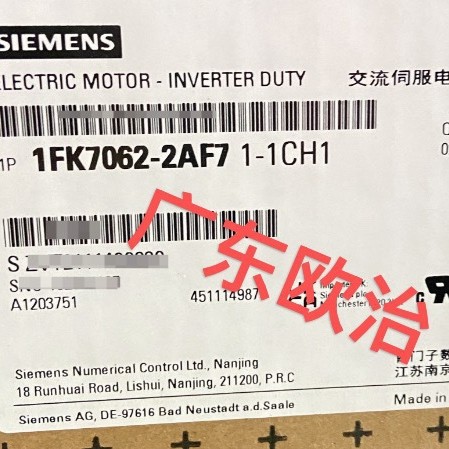 SIEMENS
ELECTRIC MOTOR - INVERTER DUTY 交流伺服电
1P 1FK7062-2AF7 1-1CH1
广东欧治
A1203751 451114987
Siemens Numerical Control Ltd., Nanjing
18 Runhuai Road, Lishui, Nanjing, 211200, P.R.C
江苏南京
Siemens AG, DE-97616 Bad Neustadt a.d.Saale